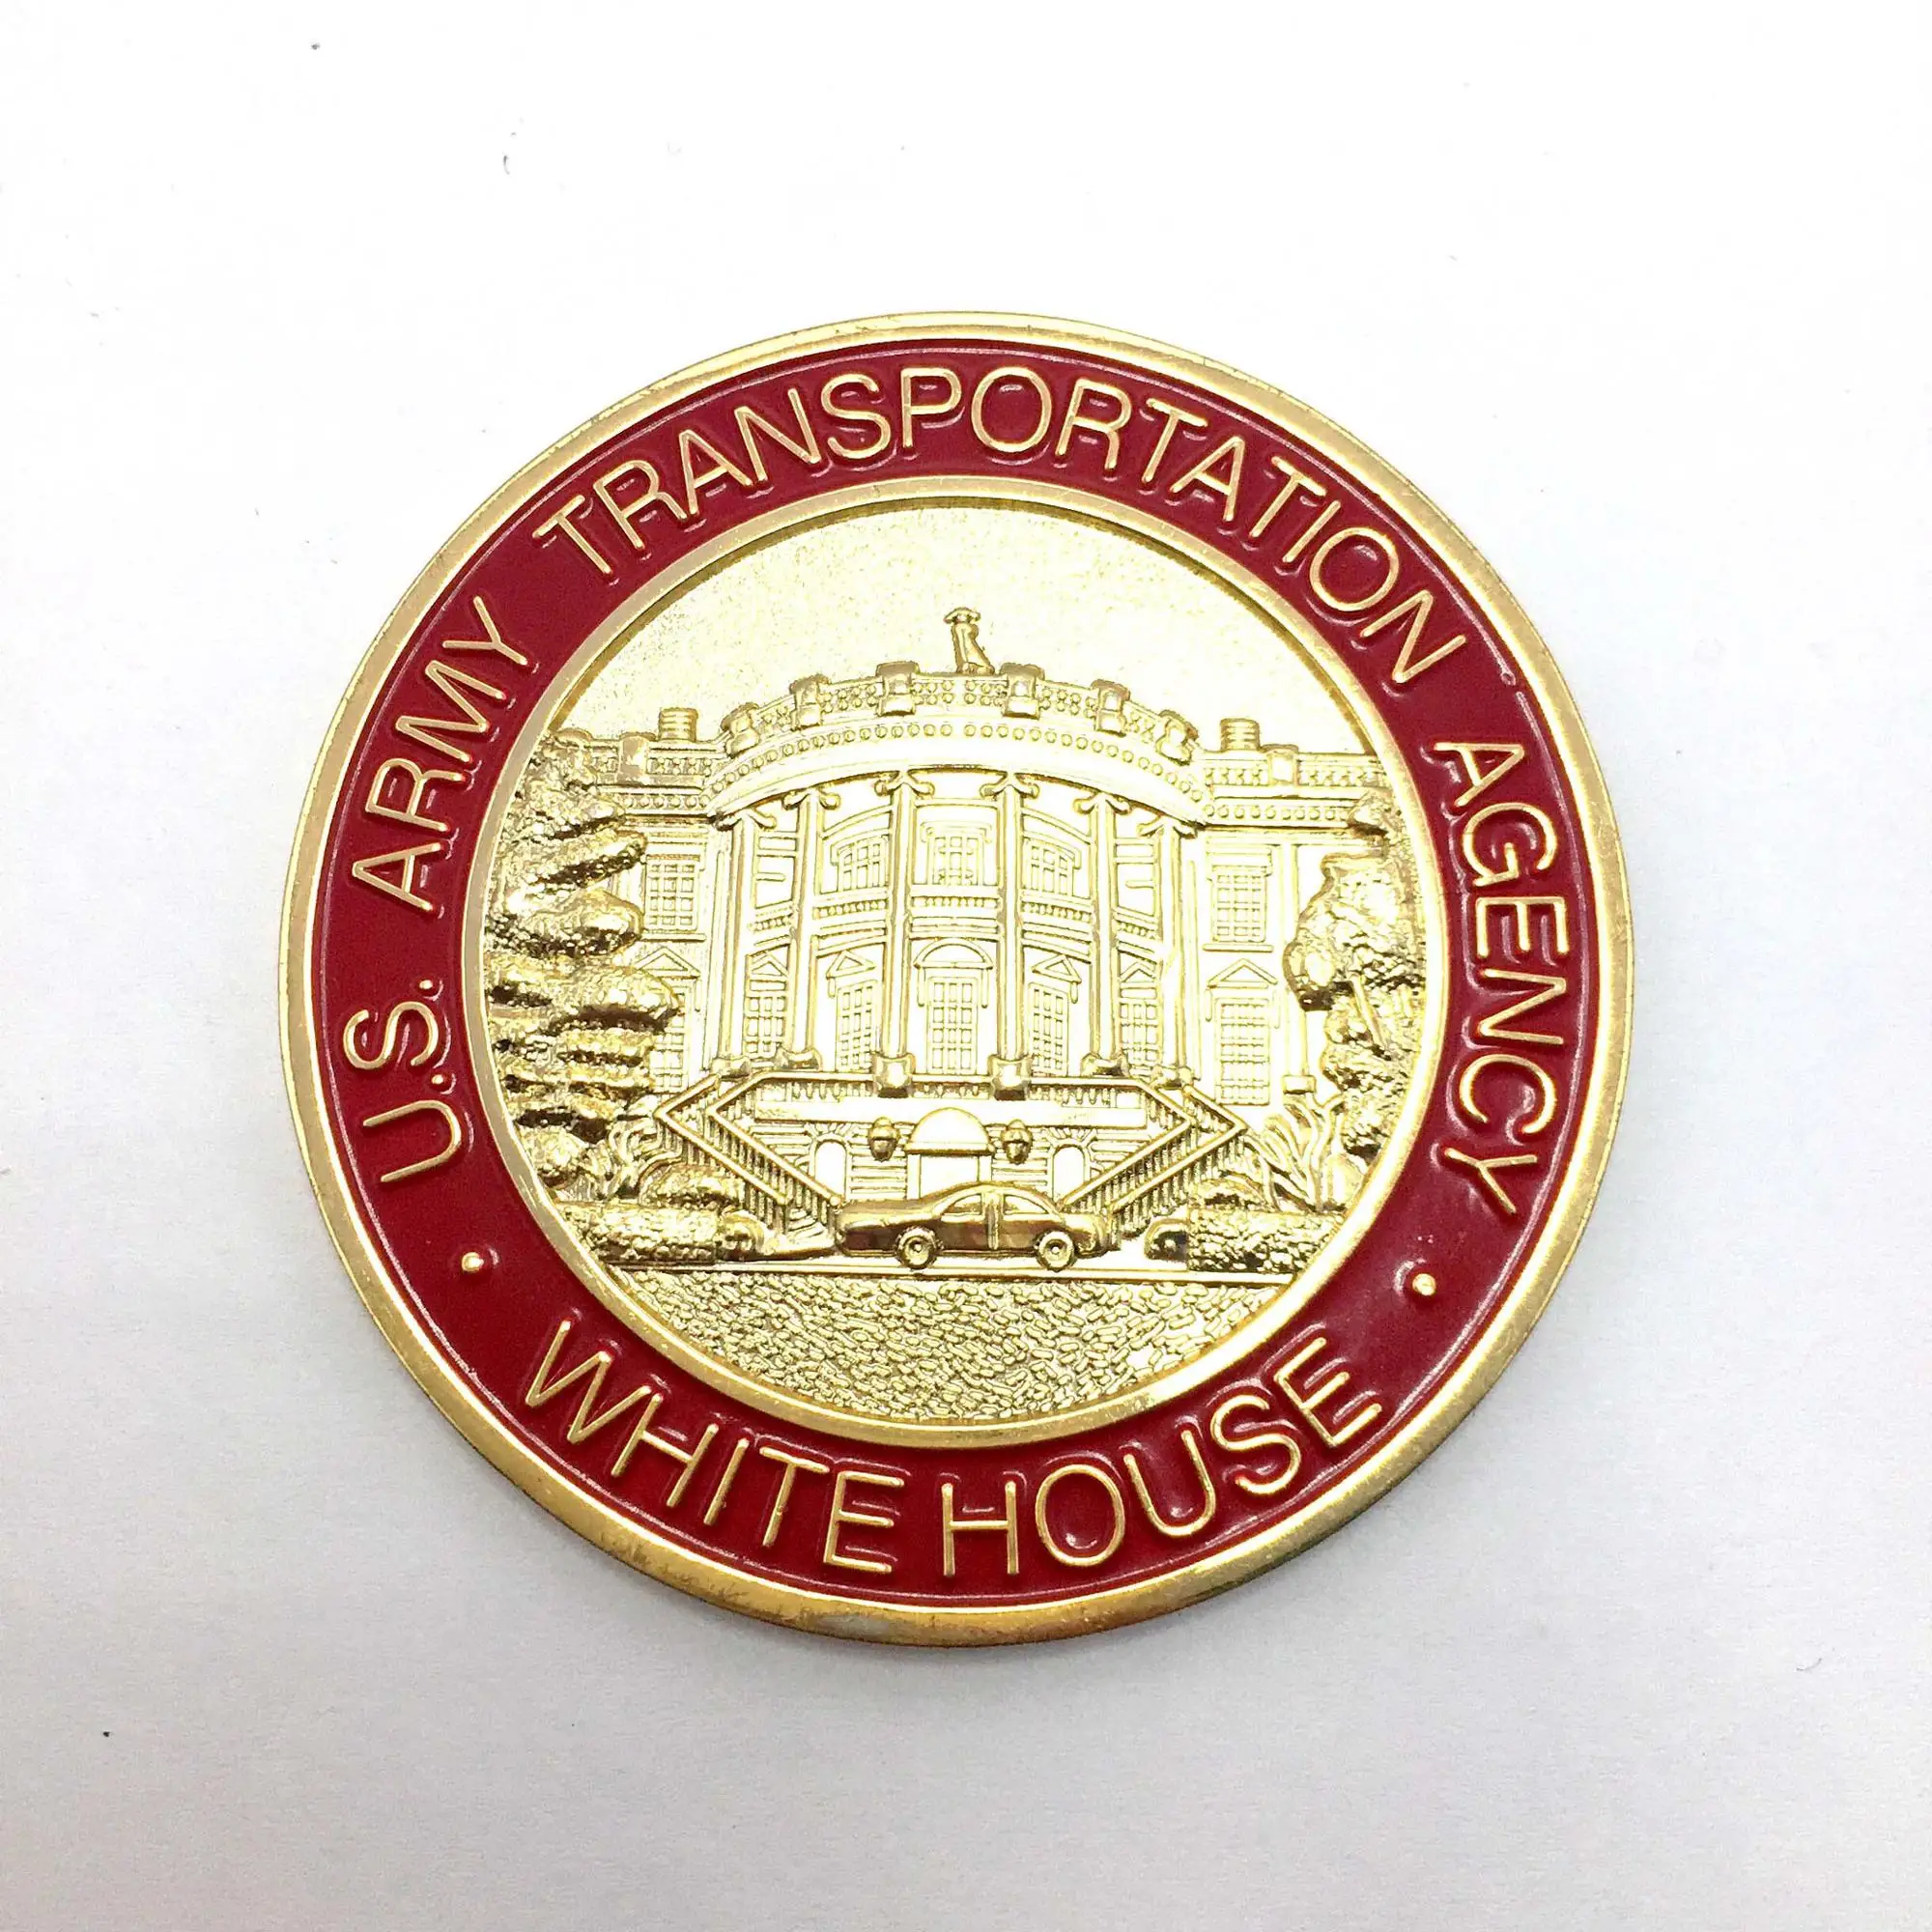 U.S. ARMY TRANSPORTATION AGENCY
· WHITE HOUSE ·